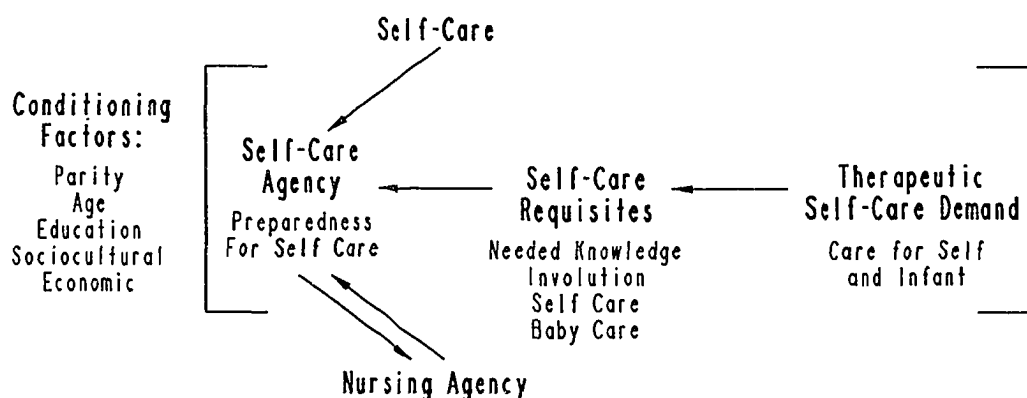 Self-Care
Conditioning
Factors:
Parity
Age
Education
Sociocultural
Economic
Self-Care
Agency
Preparedness
For Self Care
Self-Care
Requisites
Needed Knowledge
Involution
Self Care
Baby Care
Therapeutic
Self-Care Demand
Care for Self
and Infant
Nursing Agency